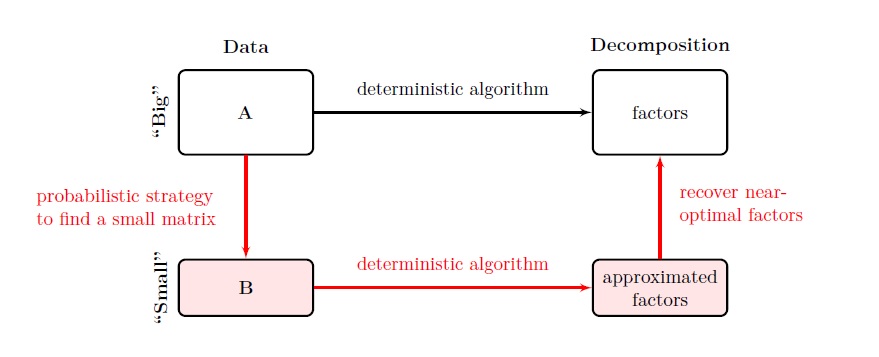 Data
Decomposition
“Big”
A
deterministic algorithm
factors
probabilistic strategy
to find a small matrix
recover near-
optimal factors
“Small”
B
deterministic algorithm
approximated
factors